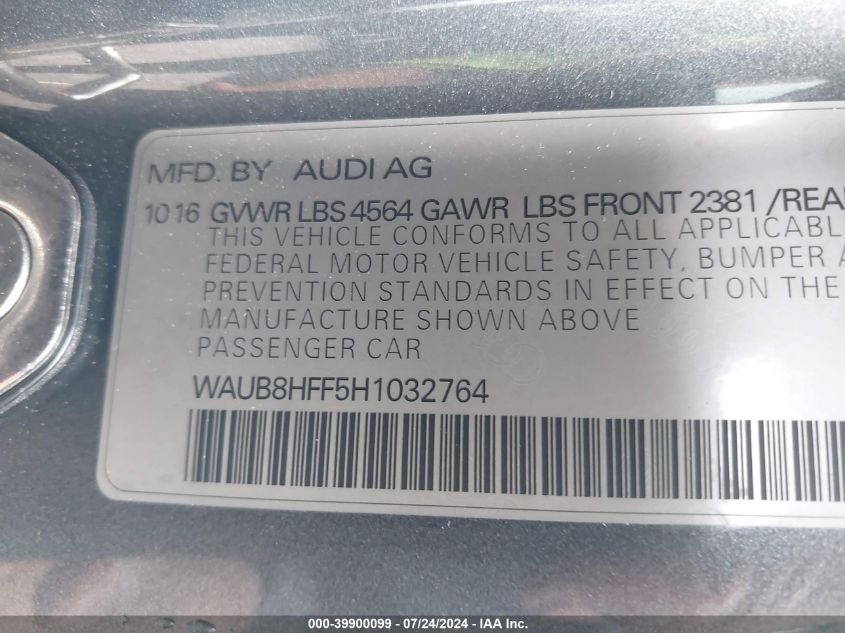 MFD. BY AUDI AG
10 16 GVWR LBS 4564 GAWR LBS FRONT 2381 /REA
THIS VEHICLE CONFORMS TO ALL APPLICABL
FEDERAL MOTOR VEHICLE SAFETY, BUMPER A
PREVENTION STANDARDS IN EFFECT ON THE
MANUFACTURE SHOWN ABOVE
PASSENGER CAR
WAUB8HFF5H1032764
000-39900099 - 07/24/2024 - IAA Inc.